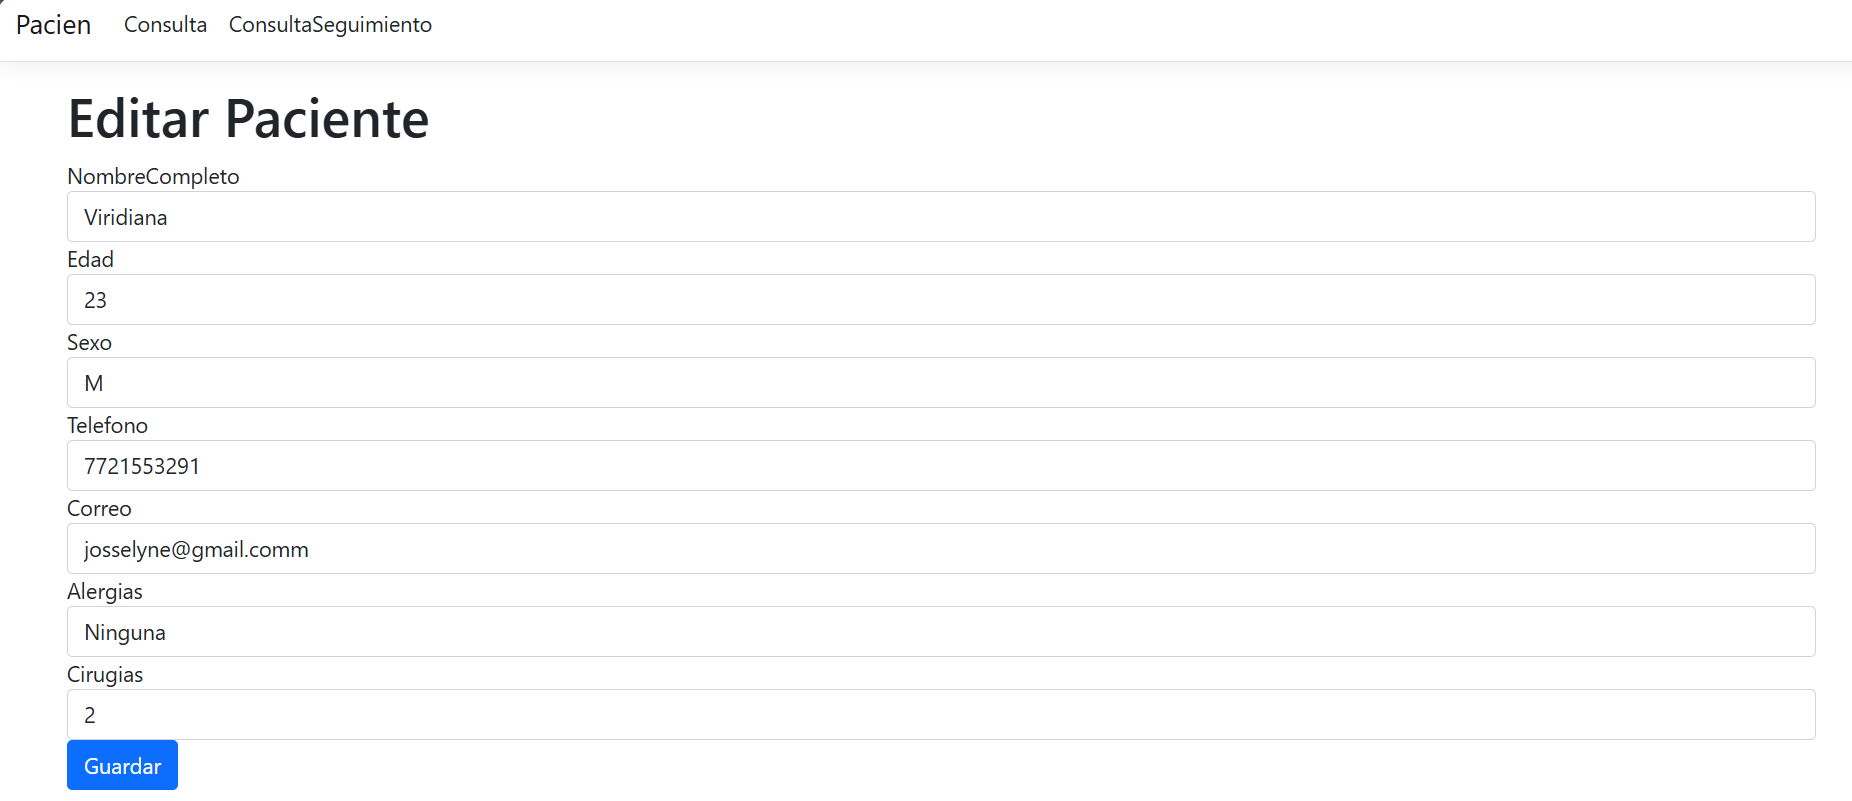 Pacien Consulta ConsultaSeguimiento
Editar Paciente
NombreCompleto
Viridiana
Edad
23
Sexo
M
Telefono
7721553291
Correo
josselyne@gmail.comm
Alergias
Ninguna
Cirugias
2
Guardar